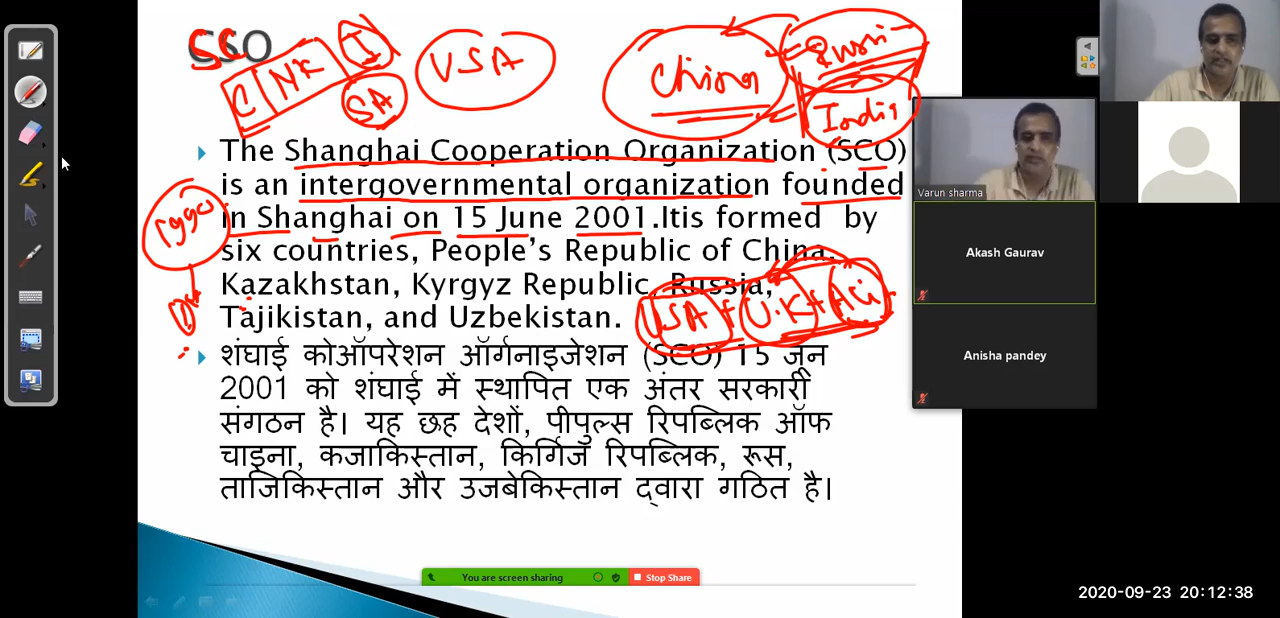 CSO
SC
USA
China
India
SA
The Shanghai Cooperation Organization (SCO)
is an intergovernmental organization founded
in Shanghai on 15 June 2001.Itis formed by
six countries, People's Republic of China,
Kazakhstan, Kyrgyz Republic, Russia,
Tajikistan, and Uzbekistan.
USA + U.K +
शंघाई कोऑपरेशन ऑर्गनाइजेशन (SCO) 15 जून
2001 को शंघाई में स्थापित एक अंतर सरकारी
संगठन है। यह छह देशों, पीपुल्स रिपब्लिक ऑफ
चाइना, कजाकिस्तान, किर्गिज रिपब्लिक, रूस,
ताजिकिस्तान और उजबेकिस्तान द्वारा गठित है।
Varun sharma
Akash Gaurav
Anisha pandey
You are screen sharing
Stop Share
2020-09-23 20:12:38